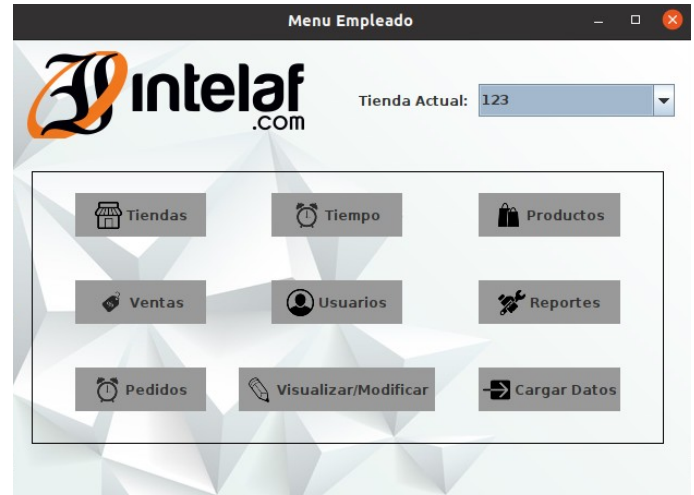 Menu Empleado
Intelaf
.com
Tienda Actual: 123
Tiendas Tiempo Productos
Ventas Usuarios Reportes
Pedidos Visualizar/Modificar Cargar Datos